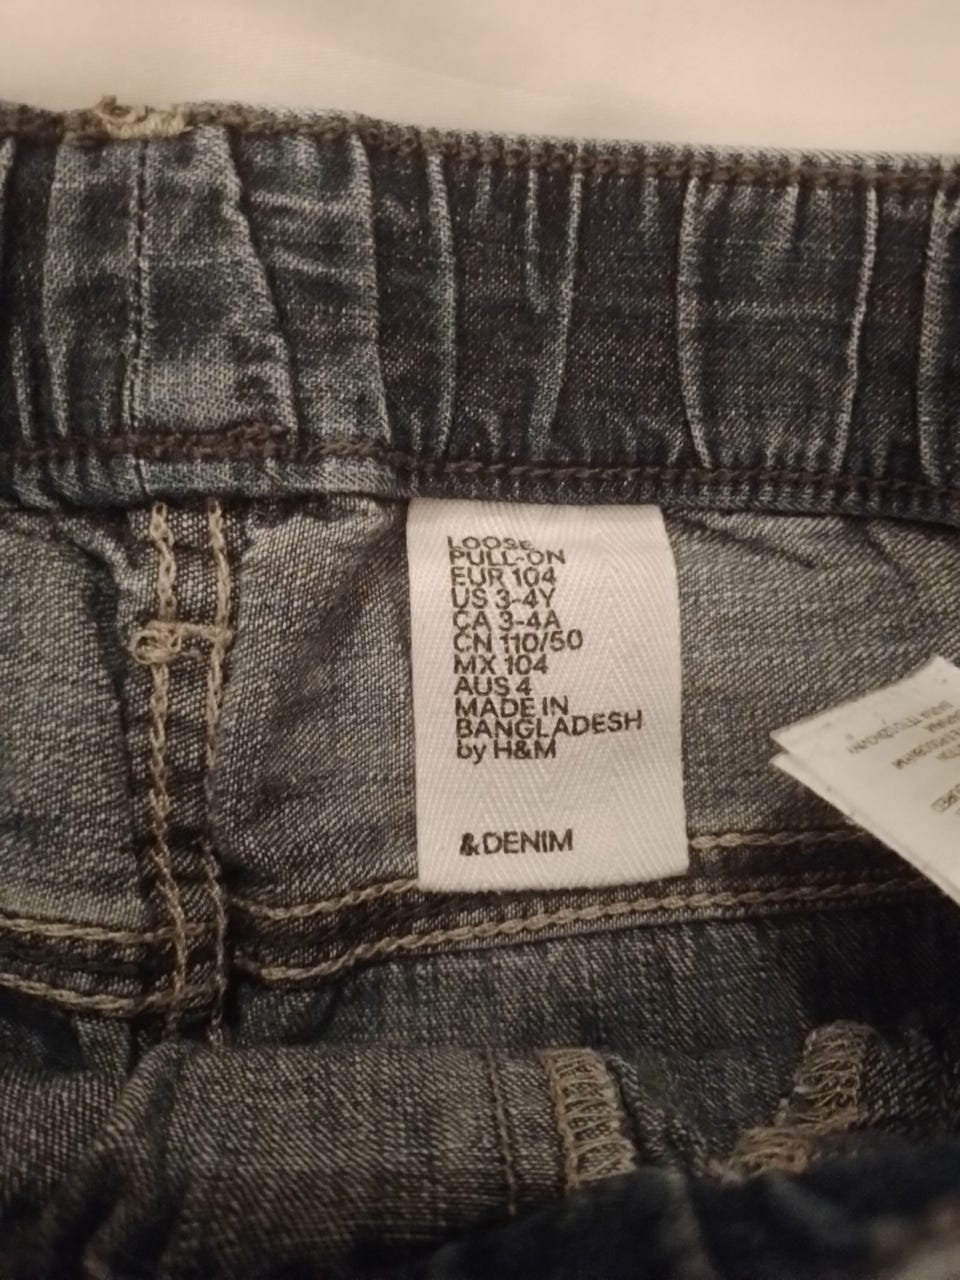 LOOSE
PULL-ON
EUR 104
US 3-4Y
CA 3-4A
CN 110/50
MX 104
AUS 4
MADE IN
BANGLADESH
by H&M
&DENIM